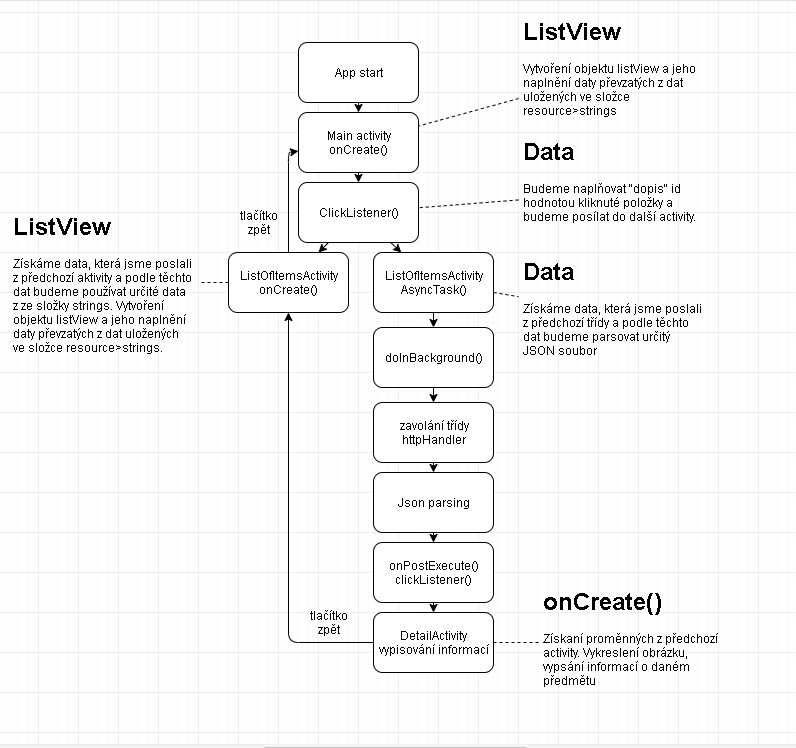 App start
Main activity
onCreate()
ClickListener()
tlačítko
zpět
ListOfItemsActivity
onCreate()
ListOfItemsActivity
AsyncTask()
doInBackground()
zavolání třídy
httpHandler
Json parsing
onPostExecute()
clickListener()
tlačítko
zpět
DetailActivity
vypisování informací
ListView
Vytvoření objektu listView a jeho
naplnění daty převzatých z dat
uložených ve složce
resource>strings
Data
Budeme naplňovat "dopis" id
hodnotou kliknuté položky a
budeme posílat do další activity.
ListView
Získáme data, která jsme poslali
z předchozí aktivity a podle těchto
dat budeme používat určité data
z ze složky strings. Vytvoření
objektu listView a jeho naplnění
daty převzatých z dat uložených
ve složce resource>strings.
Data
Získáme data, která jsme poslali
z předchozí třídy a podle těchto
dat budeme parsovat určitý
JSON soubor
onCreate()
Získaní proměnných z předchozí
activity. Vykreslení obrázku,
vypsání informací o daném
předmětu